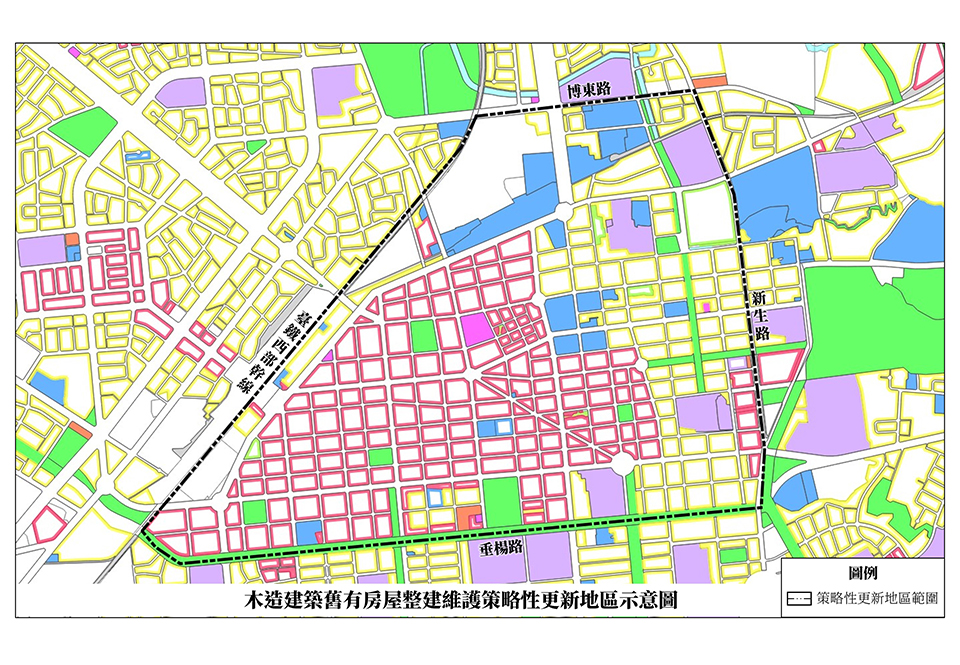 博東路
新生路
臺鐵西部幹線
垂楊路
木造建築舊有房屋整建維護策略性更新地區示意圖
圖例
策略性更新地區範圍